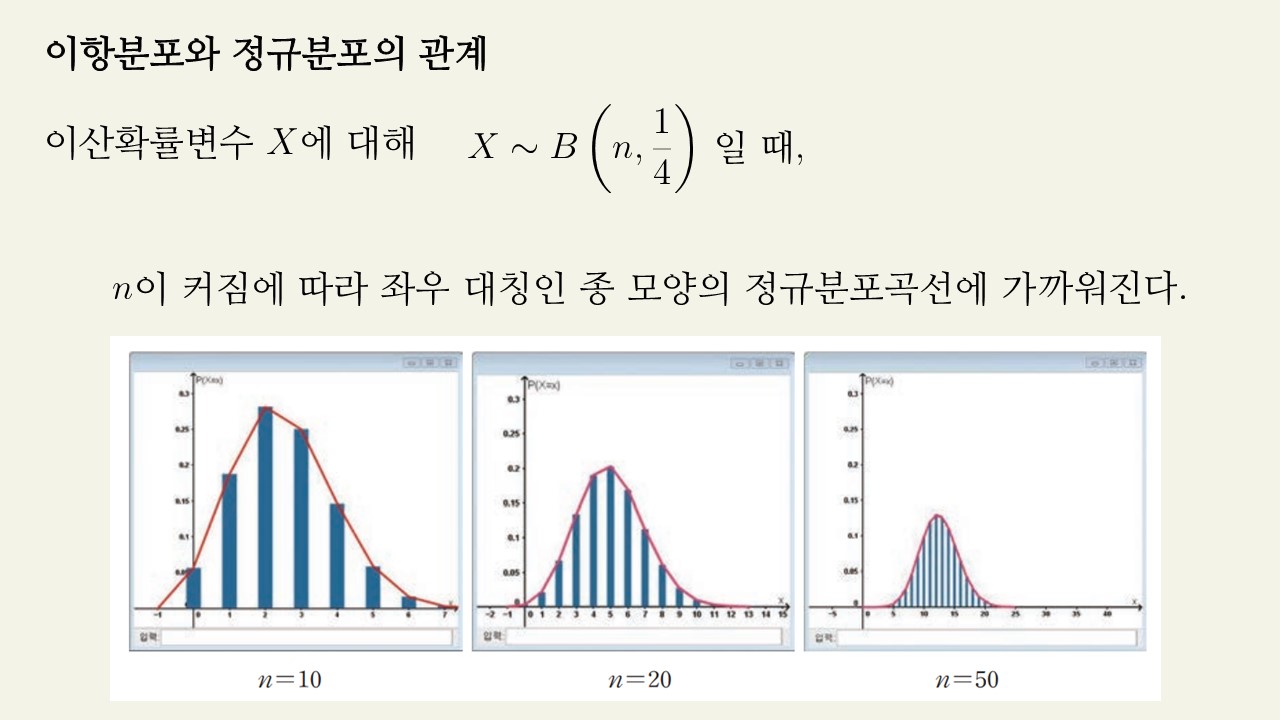 이항분포와 정규분포의 관계
이산확률변수 X에 대해 X ~ B(n, 1/4) 일 때,
n이 커짐에 따라 좌우 대칭인 종 모양의 정규분포곡선에 가까워진다.
P(X=x)
0.3
0.25
0.2
0.15
0.1
0.05
-1 0 1 2 3 4 5 6 7 x
입력:
n=10
P(X=x)
0.3
0.25
0.2
0.15
0.1
0.05
0
-2 -1 0 1 2 3 4 5 6 7 8 9 10 11 12 13 14 15 x
입력:
n=20
P(X=x)
0.3
0.25
0.2
0.15
0.1
0.05
0
-5 0 5 10 15 20 25 30 35 40 x
입력:
n=50